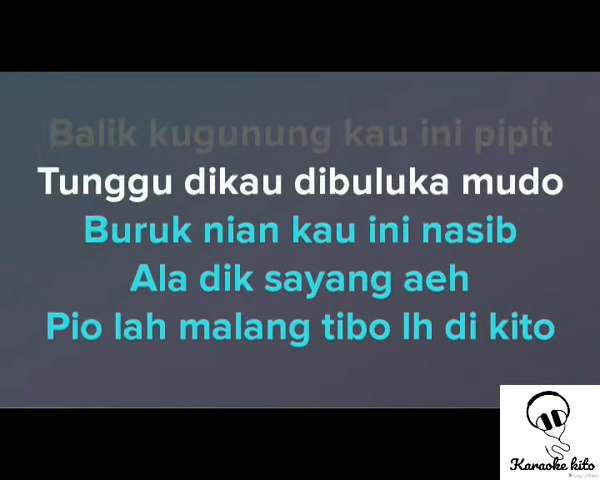 Balik kugunung kau ini pipit
Tunggu dikau dibuluka mudo
Buruk nian kau ini nasib
Ala dik sayang aeh
Pio lah malang tibo lh di kito
Karaoke kito